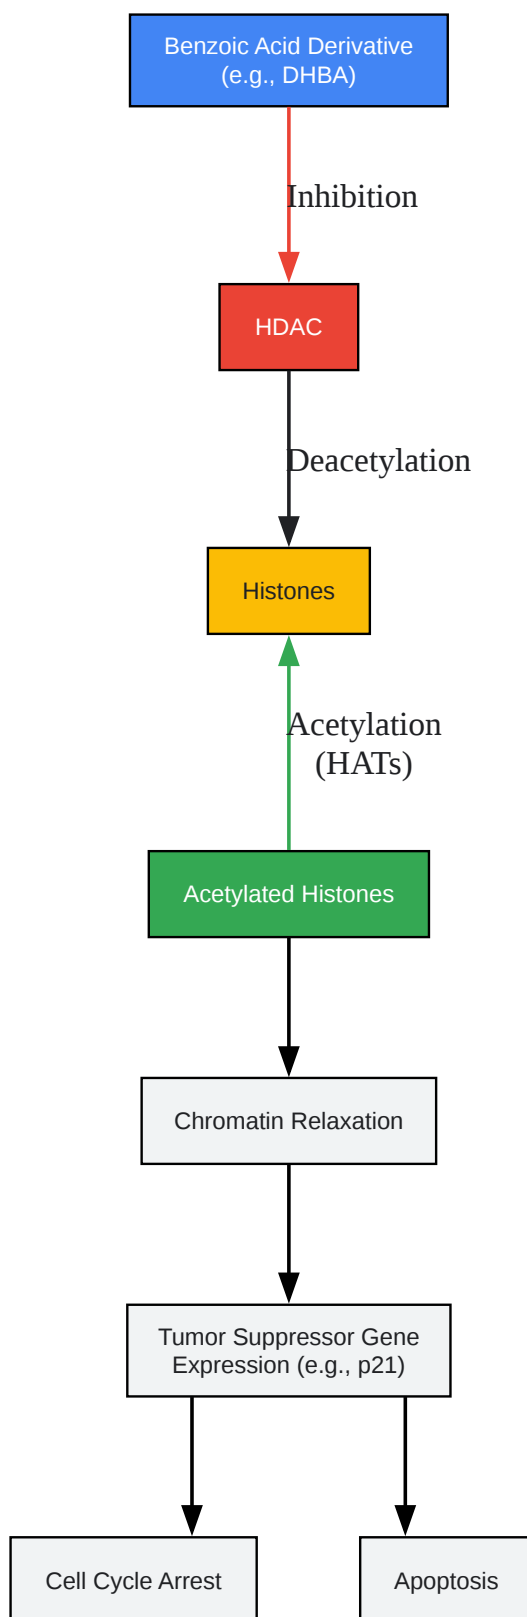 Benzoic Acid Derivative
(e.g., DHBA)
Inhibition
HDAC
Deacetylation
Histones
Acetylation
(HATs)
Acetylated Histones
Chromatin Relaxation
Tumor Suppressor Gene
Expression (e.g., p21)
Cell Cycle Arrest
Apoptosis